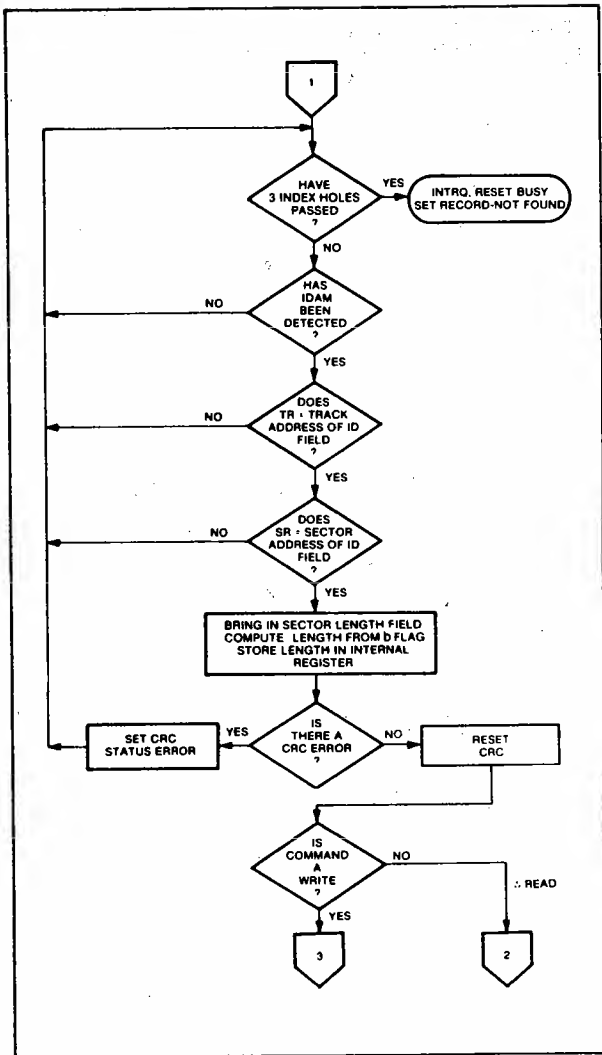 1
HAVE
3 INDEX HOLES
PASSED
?
YES
INTRQ. RESET BUSY
SET RECORD-NOT FOUND
NO
HAS
IDAM
BEEN
DETECTED
?
NO
YES
DOES
TR = TRACK
ADDRESS OF ID
FIELD
?
NO
YES
DOES
SR = SECTOR
ADDRESS OF ID
FIELD
?
NO
YES
BRING IN SECTOR LENGTH FIELD
COMPUTE LENGTH FROM b FLAG
STORE LENGTH IN INTERNAL
REGISTER
SET CRC
STATUS ERROR
YES
IS
THERE A
CRC ERROR
?
NO
RESET
CRC
IS
COMMAND
A
WRITE
?
NO
∴ READ
YES
3
2